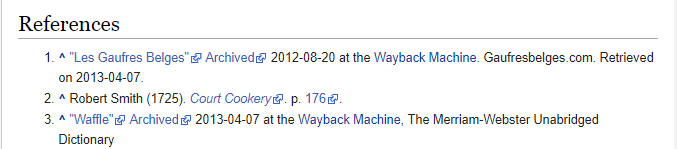 References
1. ^ "Les Gaufres Belges" Archived 2012-08-20 at the Wayback Machine. Gaufresbelges.com. Retrieved
on 2013-04-07.
2. ^ Robert Smith (1725). Court Cookery. p. 176.
3. ^ "Waffle" Archived 2013-04-07 at the Wayback Machine, The Merriam-Webster Unabridged
Dictionary